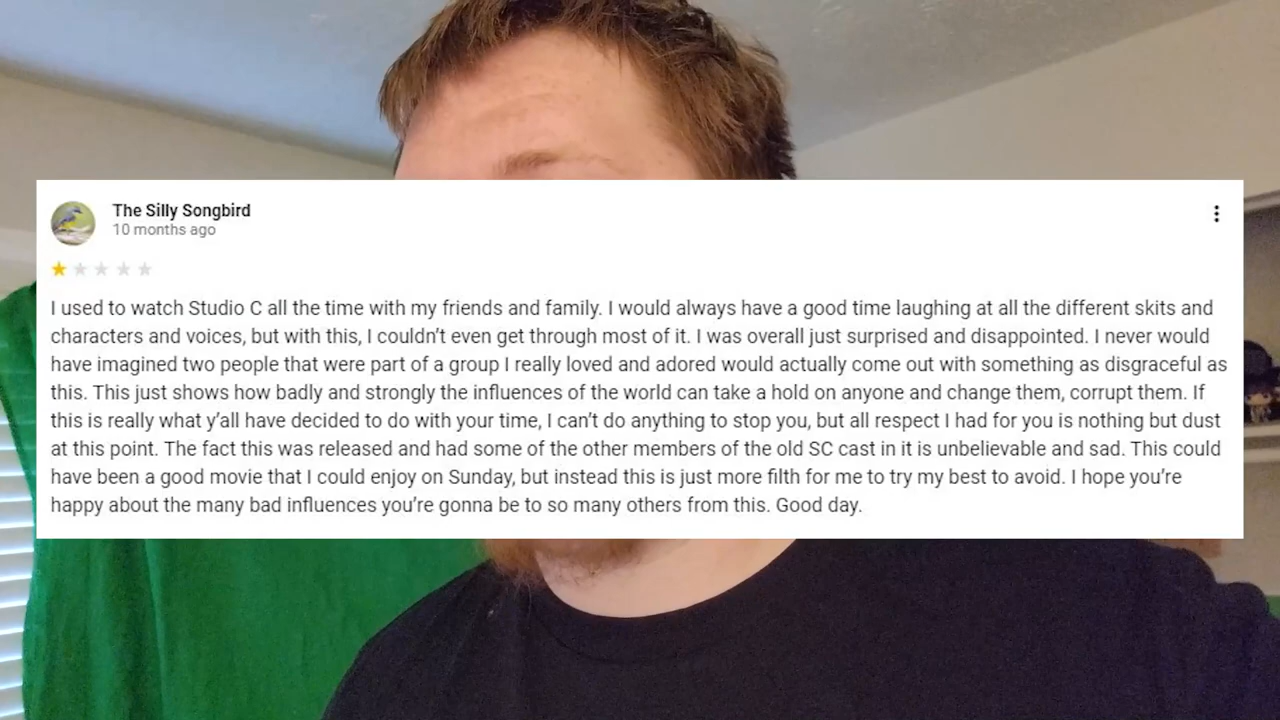 The Silly Songbird
10 months ago
I used to watch Studio C all the time with my friends and family. I would always have a good time laughing at all the different skits and
characters and voices, but with this, I couldn’t even get through most of it. I was overall just surprised and disappointed. I never would
have imagined two people that were part of a group I really loved and adored would actually come out with something as disgraceful as
this. This just shows how badly and strongly the influences of the world can take a hold on anyone and change them, corrupt them. If
this is really what y’all have decided to do with your time, I can’t do anything to stop you, but all respect I had for you is nothing but dust
at this point. The fact this was released and had some of the other members of the old SC cast in it is unbelievable and sad. This could
have been a good movie that I could enjoy on Sunday, but instead this is just more filth for me to try my best to avoid. I hope you’re
happy about the many bad influences you’re gonna be to so many others from this. Good day.